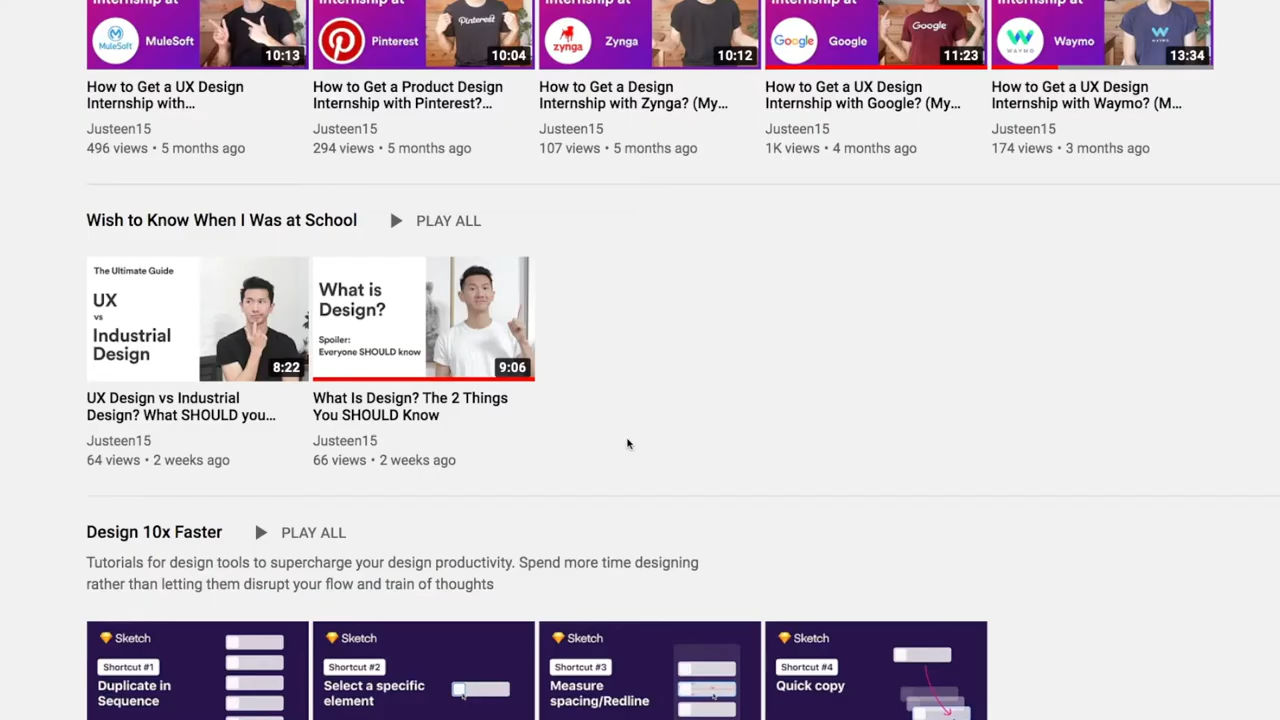 Internship at
Internship at
Internship at
Internship at
Internship at
MuleSoft
MuleSoft
10:13
Pinterest
Pinterest
10:04
zynga
Zynga
10:12
Google
Google
Google
11:23
WAYMO
Waymo
WAYMO
13:34
How to Get a UX Design
Internship with...
Justeen15
496 views • 5 months ago
How to Get a Product Design
Internship with Pinterest?...
Justeen15
294 views • 5 months ago
How to Get a Design
Internship with Zynga? (My...
Justeen15
107 views • 5 months ago
How to Get a UX Design
Internship with Google? (My...
Justeen15
1K views • 4 months ago
How to Get a UX Design
Internship with Waymo? (M...
Justeen15
174 views • 3 months ago
Wish to Know When I Was at School
PLAY ALL
The Ultimate Guide
UX
vs
Industrial
Design
8:22
What is
Design?
Spoiler:
Everyone SHOULD know
9:06
UX Design vs Industrial
Design? What SHOULD you...
Justeen15
64 views • 2 weeks ago
What Is Design? The 2 Things
You SHOULD Know
Justeen15
66 views • 2 weeks ago
Design 10x Faster
PLAY ALL
Tutorials for design tools to supercharge your design productivity. Spend more time designing
rather than letting them disrupt your flow and train of thoughts
Sketch
Shortcut #1
Duplicate in
Sequence
Sketch
Shortcut #2
Select a specific
element
Sketch
Shortcut #3
Measure
spacing/Redline
Sketch
Shortcut #4
Quick copy